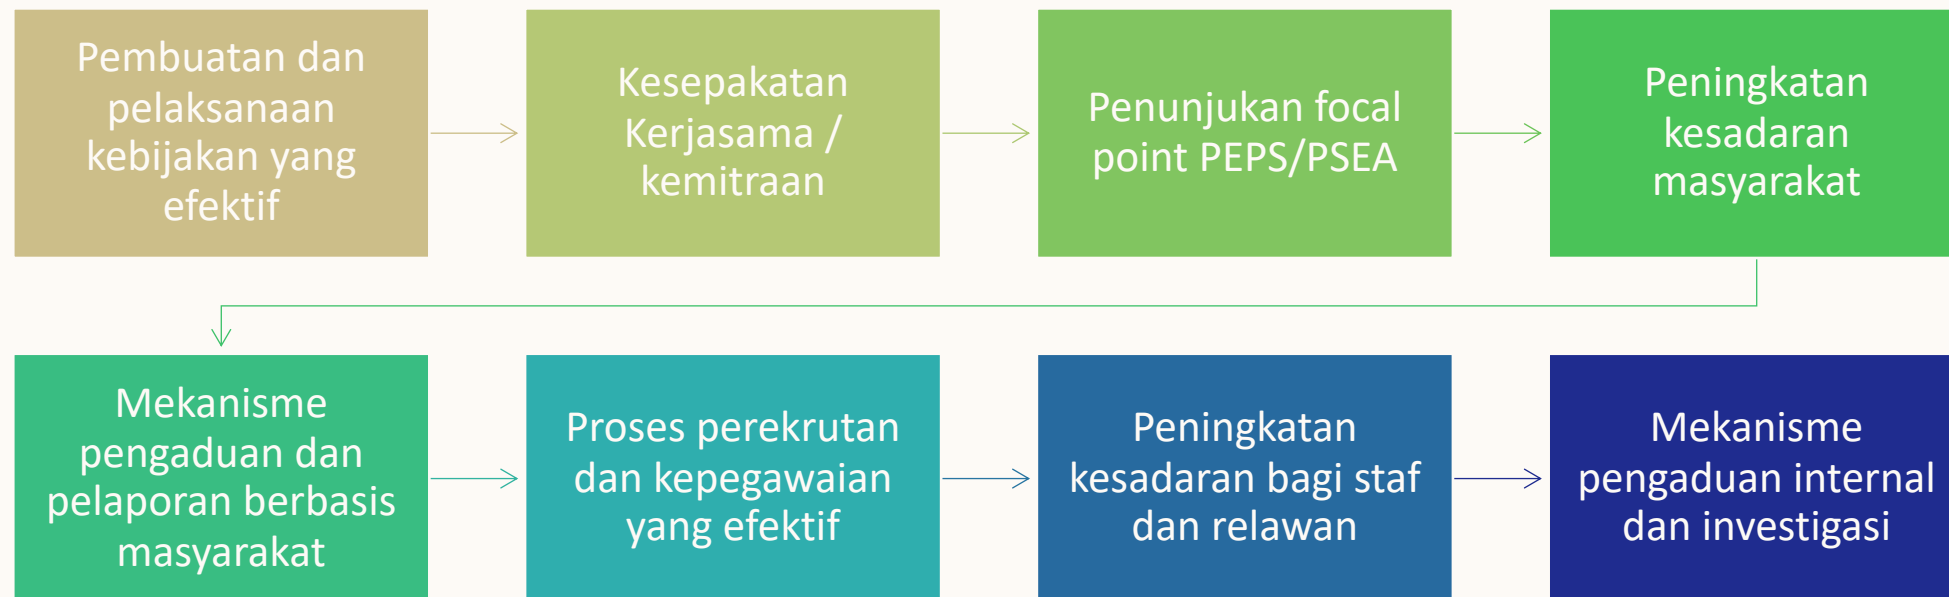 Pembuatan dan
pelaksanaan
kebijakan yang
efektif
Kesepakatan
Kerjasama /
kemitraan
Penunjukan focal
point PEPS/PSEA
Peningkatan
kesadaran
masyarakat
Mekanisme
pengaduan dan
pelaporan berbasis
masyarakat
Proses perekrutan
dan kepegawaian
yang efektif
Peningkatan
kesadaran bagi staf
dan relawan
Mekanisme
pengaduan internal
dan investigasi